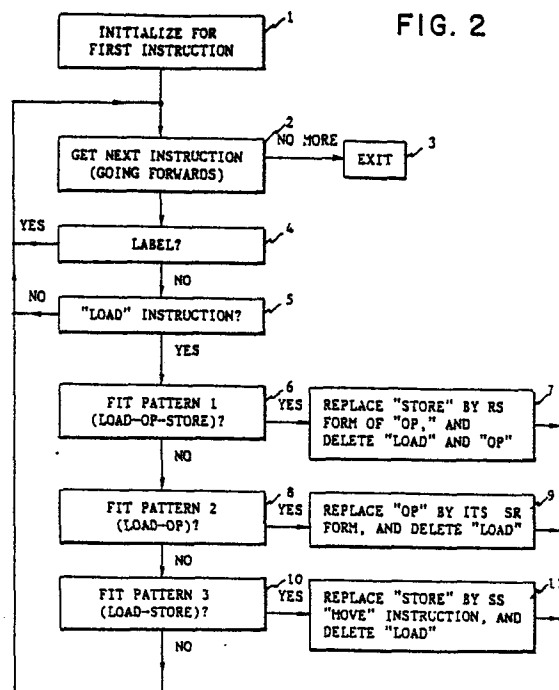 FIG. 2
1
INITIALIZE FOR
FIRST INSTRUCTION
2
GET NEXT INSTRUCTION
(GOING FORWARDS)
NO MORE
3
EXIT
YES
4
LABEL?
NO
NO
5
"LOAD" INSTRUCTION?
YES
6
FIT PATTERN 1
(LOAD-OP-STORE)?
YES
7
REPLACE "STORE" BY RS
FORM OF "OP," AND
DELETE "LOAD" AND "OP"
NO
8
FIT PATTERN 2
(LOAD-OP)?
YES
9
REPLACE "OP" BY ITS SR
FORM, AND DELETE "LOAD"
NO
10
FIT PATTERN 3
(LOAD-STORE)?
YES
11
REPLACE "STORE" BY SS
"MOVE" INSTRUCTION, AND
DELETE "LOAD"
NO